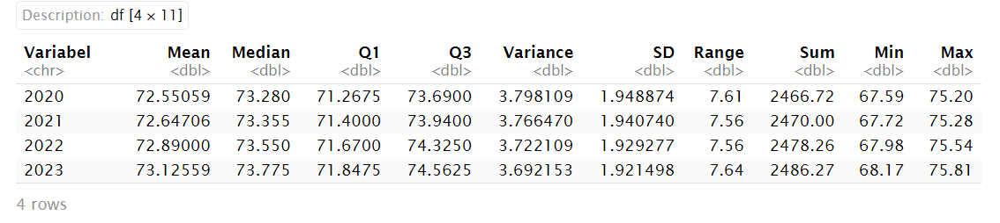 Description: df [4 × 11]
Variabel Mean Median Q1 Q3 Variance SD Range Sum Min Max
<chr> <dbl> <dbl> <dbl> <dbl> <dbl> <dbl> <dbl> <dbl> <dbl> <dbl>
2020 72.55059 73.280 71.2675 73.6900 3.798109 1.948874 7.61 2466.72 67.59 75.20
2021 72.64706 73.355 71.4000 73.9400 3.766470 1.940740 7.56 2470.00 67.72 75.28
2022 72.89000 73.550 71.6700 74.3250 3.722109 1.929277 7.56 2478.26 67.98 75.54
2023 73.12559 73.775 71.8475 74.5625 3.692153 1.921498 7.64 2486.27 68.17 75.81
4 rows